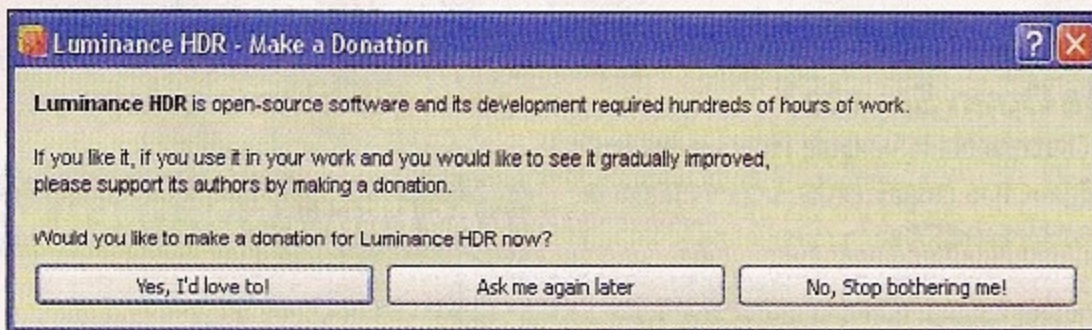 Luminance HDR - Make a Donation
Luminance HDR is open-source software and its development required hundreds of hours of work.
If you like it, if you use it in your work and you would like to see it gradually improved,
please support its authors by making a donation.
Would you like to make a donation for Luminance HDR now?
Yes, I'd love to!
Ask me again later
No, Stop bothering me!